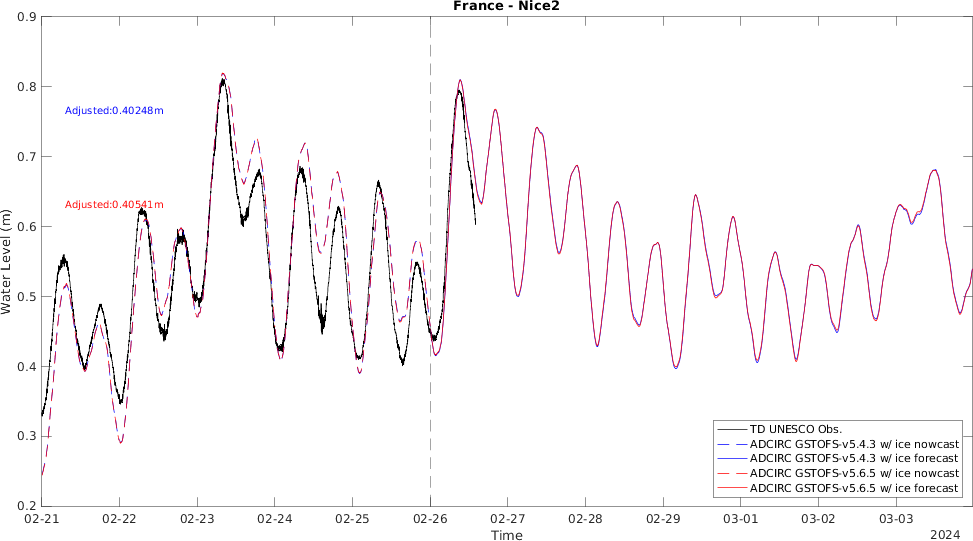 France - Nice2
0.9
0.8
0.7
0.6
0.5
0.4
0.3
0.2
Water Level (m)
Adjusted:0.40248m
Adjusted:0.40541m
TD UNESCO Obs.
ADCIRC GSTOFS-v5.4.3 w/ ice nowcast
ADCIRC GSTOFS-v5.4.3 w/ ice forecast
ADCIRC GSTOFS-v5.6.5 w/ ice nowcast
ADCIRC GSTOFS-v5.6.5 w/ ice forecast
02-21 02-22 02-23 02-24 02-25 02-26 02-27 02-28 02-29 03-01 03-02 03-03
Time
2024